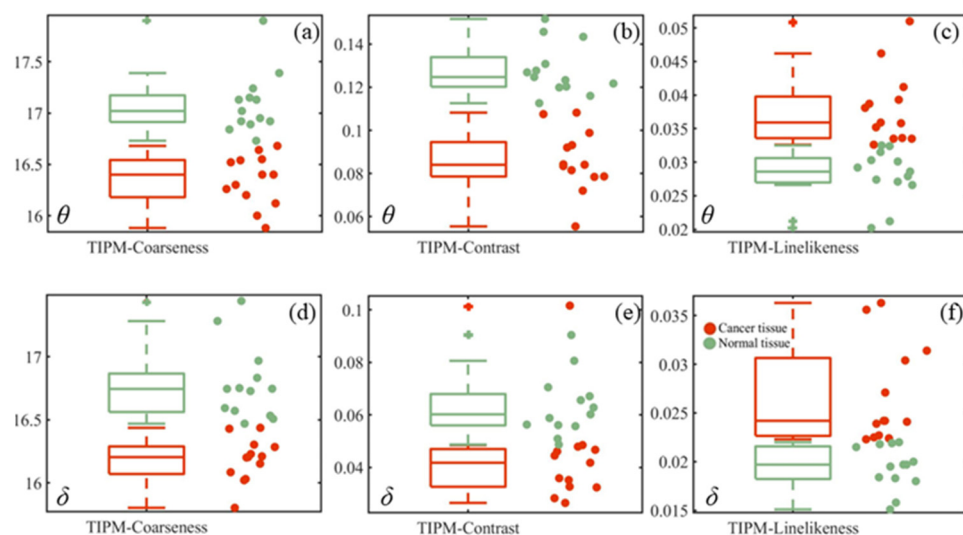 (a)
17.5
17
16.5
16
θ
TIPM-Coarseness
(b)
0.14
0.12
0.1
0.08
0.06
θ
TIPM-Contrast
(c)
0.05
0.045
0.04
0.035
0.03
0.025
0.02
θ
TIPM-Linelikeness
(d)
17
16.5
16
δ
TIPM-Coarseness
(e)
0.1
0.08
0.06
0.04
δ
TIPM-Contrast
(f)
0.035
0.03
0.025
0.02
0.015
Cancer tissue
Normal tissue
δ
TIPM-Linelikeness